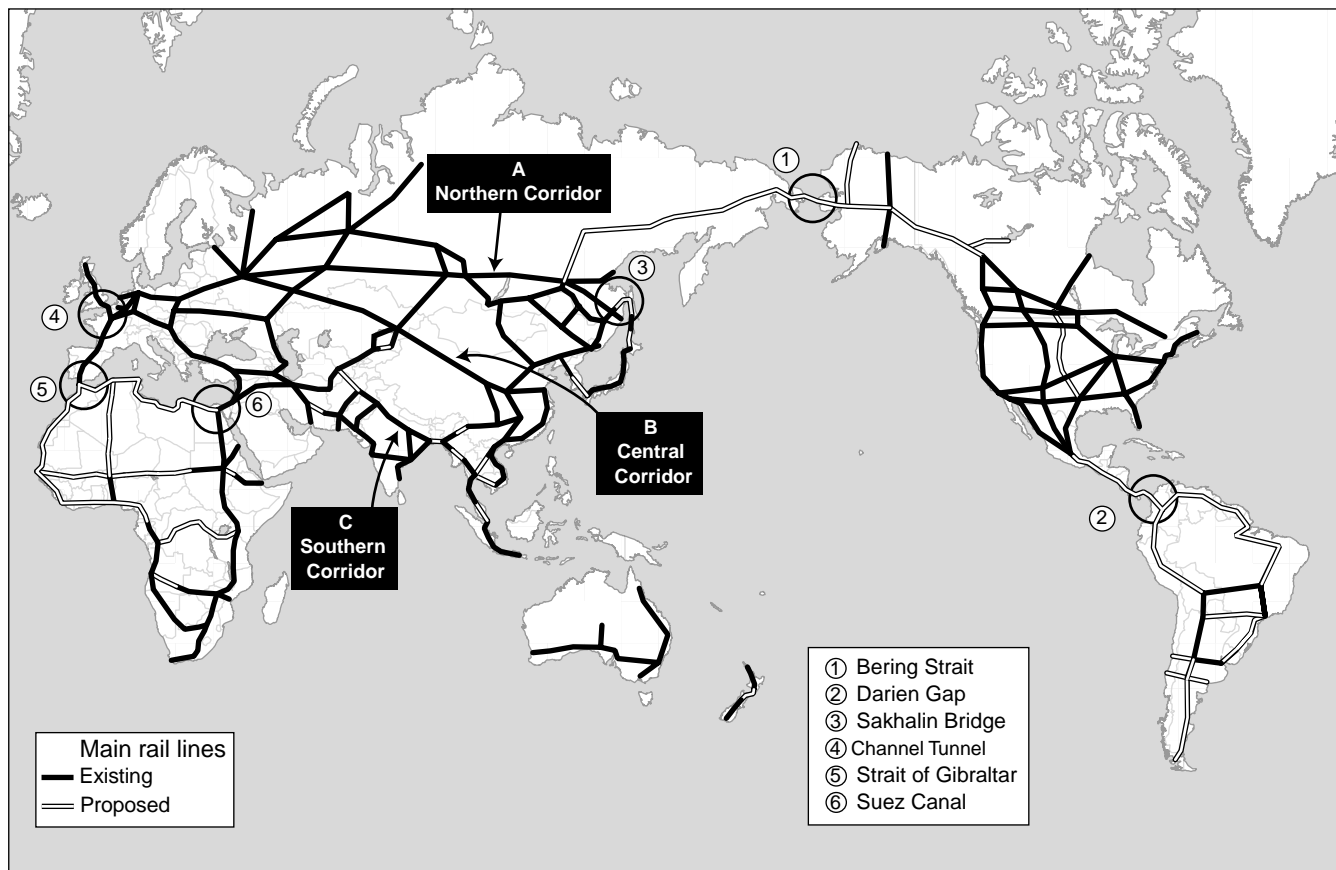 1
A
Northern Corridor
3
4
5
6
B
Central
Corridor
C
Southern
Corridor
2
Main rail lines
Existing
Proposed
1 Bering Strait
2 Darien Gap
3 Sakhalin Bridge
4 Channel Tunnel
5 Strait of Gibraltar
6 Suez Canal